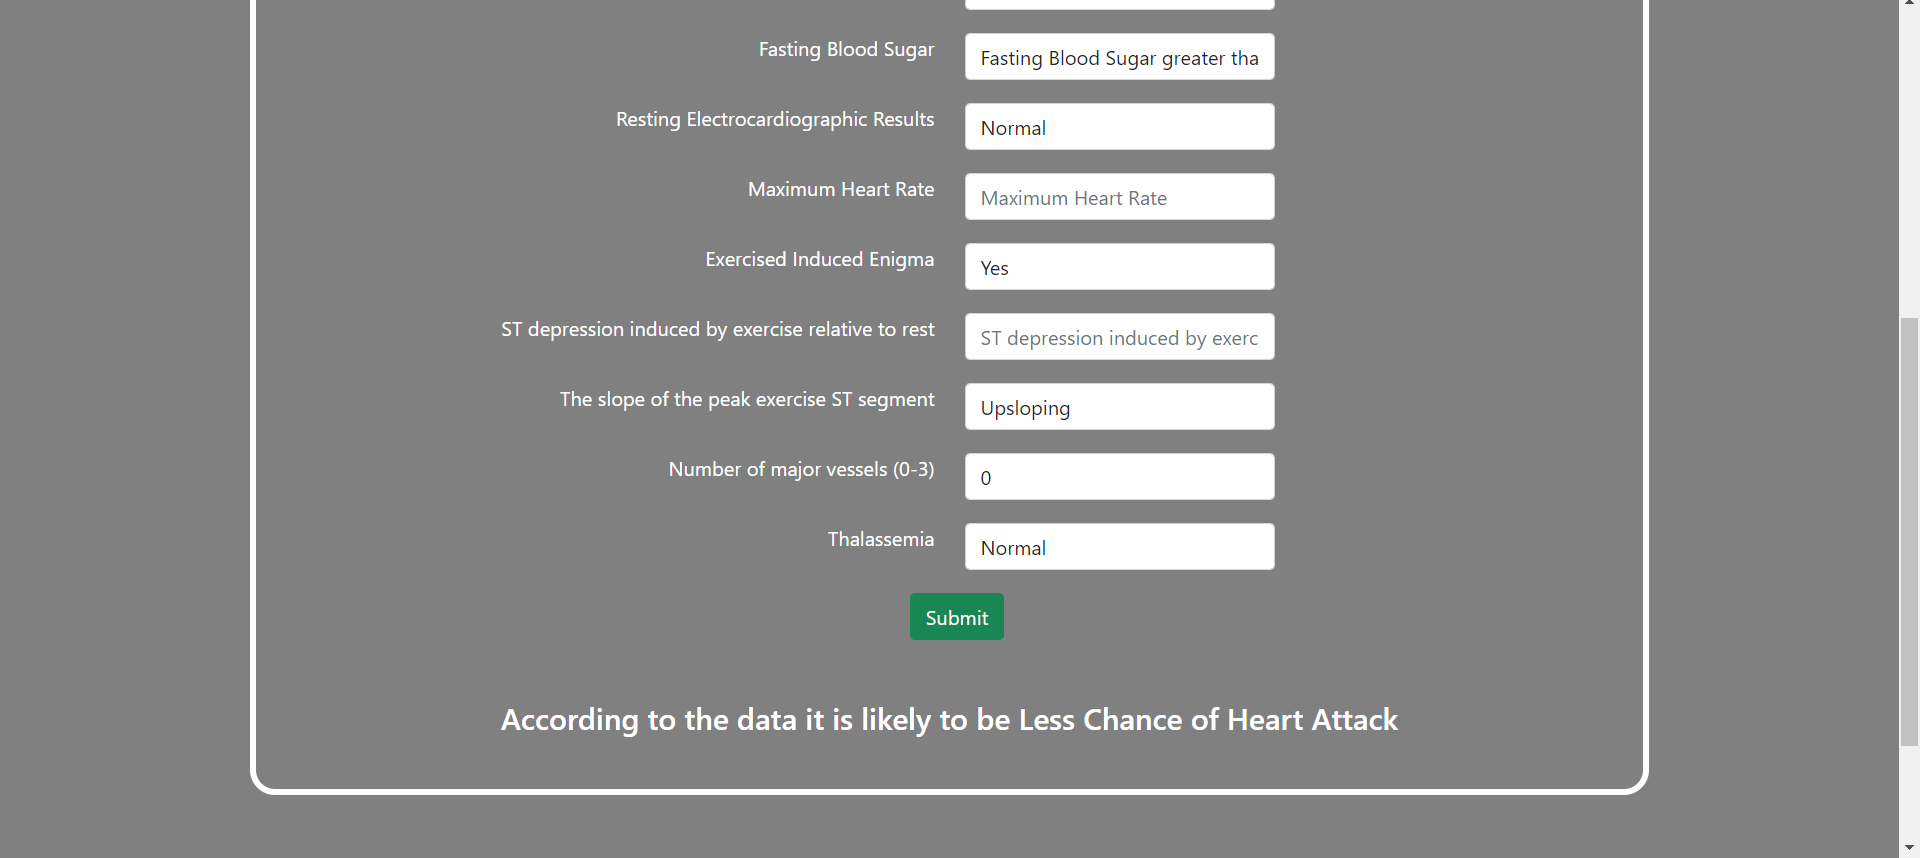 Fasting Blood Sugar
Fasting Blood Sugar greater tha
Resting Electrocardiographic Results
Normal
Maximum Heart Rate
Maximum Heart Rate
Exercised Induced Enigma
Yes
ST depression induced by exercise relative to rest
ST depression induced by exerc
The slope of the peak exercise ST segment
Upsloping
Number of major vessels (0-3)
0
Thalassemia
Normal
Submit
According to the data it is likely to be Less Chance of Heart Attack